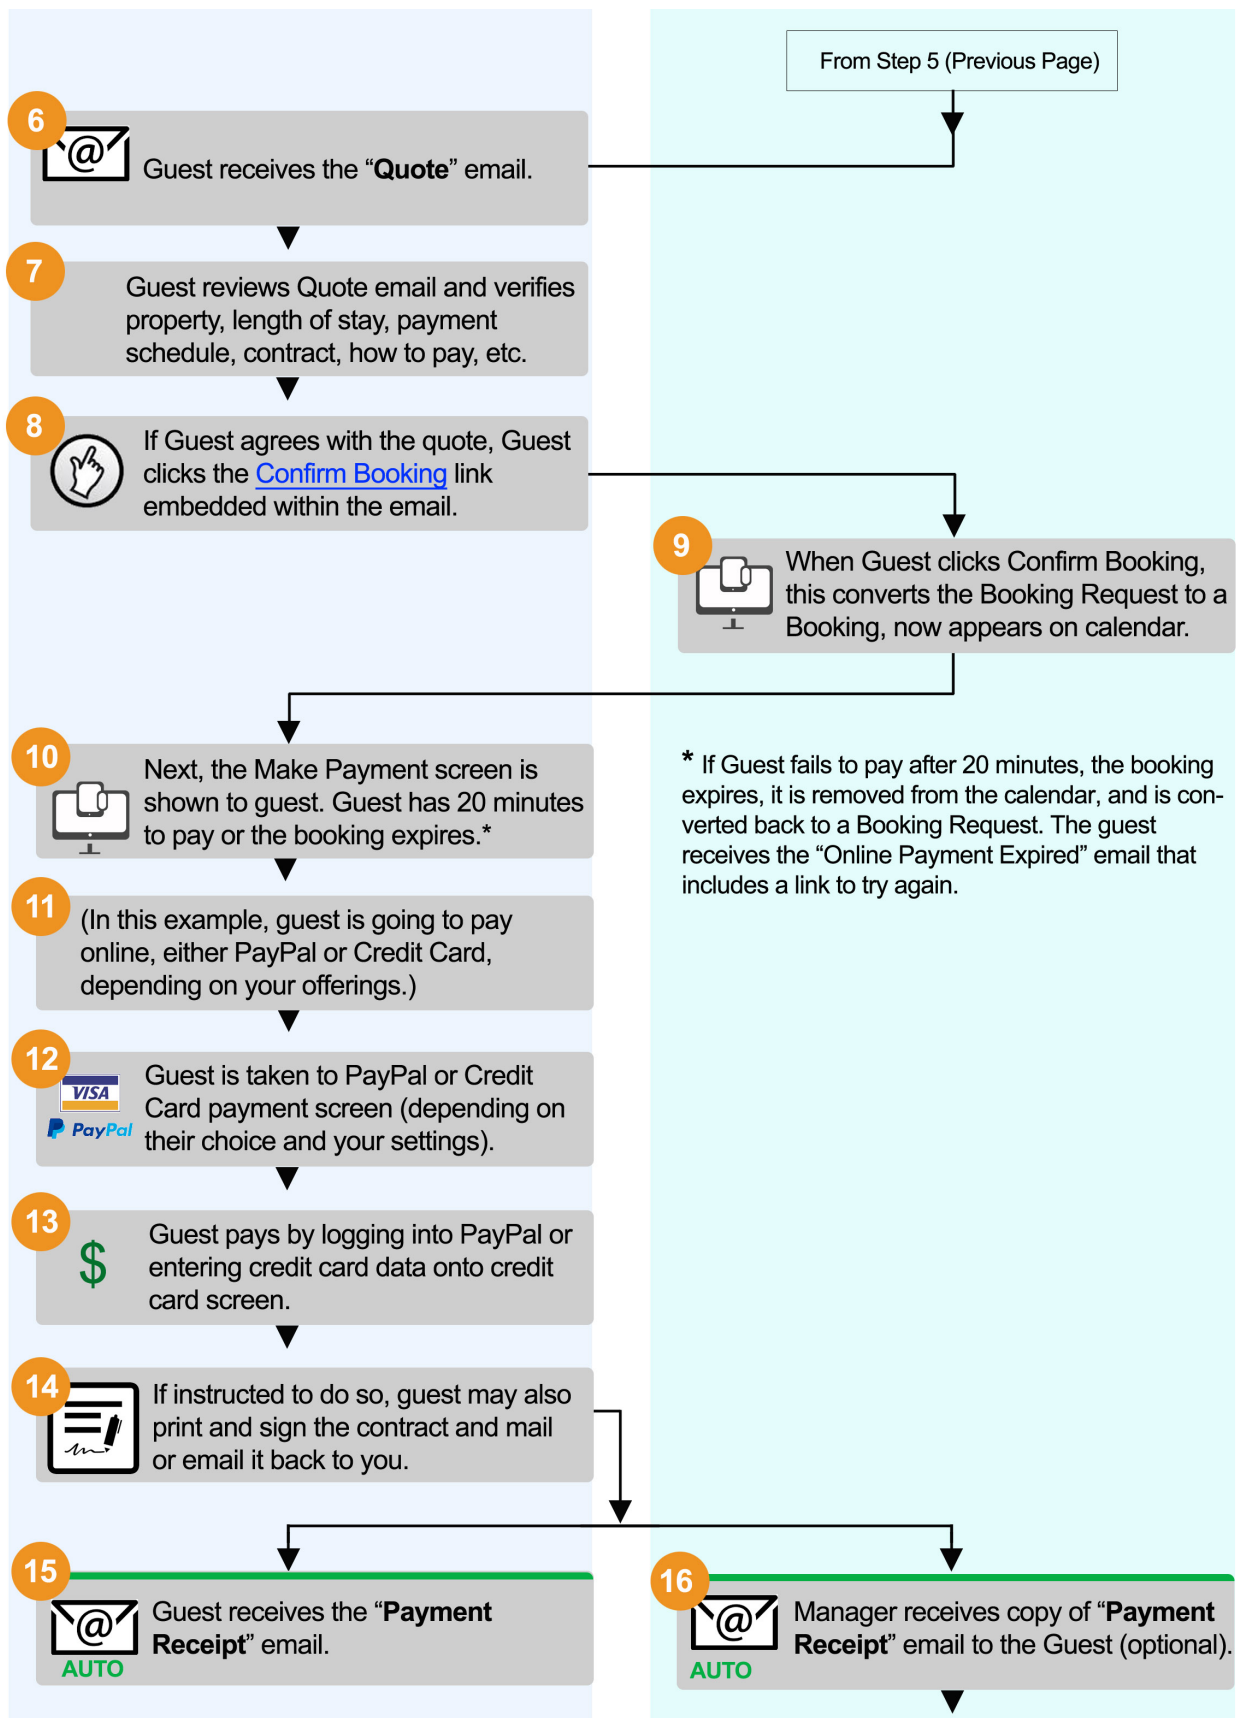 From Step 5 (Previous Page)
6
@
Guest receives the “Quote” email.
7
Guest reviews Quote email and verifies
property, length of stay, payment
schedule, contract, how to pay, etc.
8
If Guest agrees with the quote, Guest
clicks the Confirm Booking link
embedded within the email.
9
When Guest clicks Confirm Booking,
this converts the Booking Request to a
Booking, now appears on calendar.
10
Next, the Make Payment screen is
shown to guest. Guest has 20 minutes
to pay or the booking expires.*
* If Guest fails to pay after 20 minutes, the booking
expires, it is removed from the calendar, and is con-
verted back to a Booking Request. The guest
receives the “Online Payment Expired” email that
includes a link to try again.
11
(In this example, guest is going to pay
online, either PayPal or Credit Card,
depending on your offerings.)
12
VISA
PayPal
Guest is taken to PayPal or Credit
Card payment screen (depending on
their choice and your settings).
13
$
Guest pays by logging into PayPal or
entering credit card data onto credit
card screen.
14
If instructed to do so, guest may also
print and sign the contract and mail
or email it back to you.
15
@
AUTO
Guest receives the “Payment
Receipt” email.
16
@
AUTO
Manager receives copy of “Payment
Receipt” email to the Guest (optional).